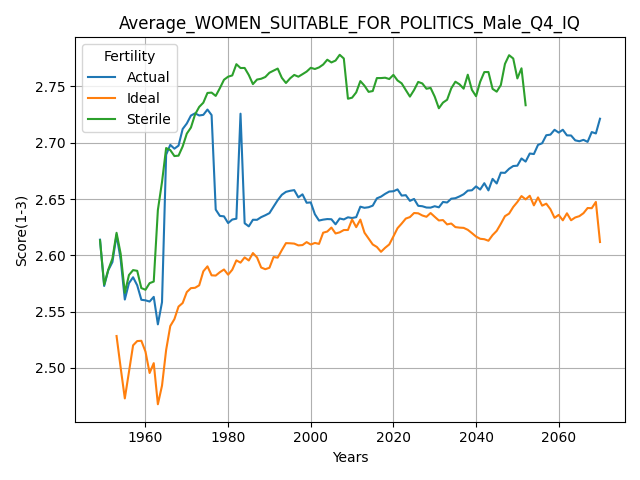 Average_WOMEN_SUITABLE_FOR_POLITICS_Male_Q4_IQ
Fertility
Actual
Ideal
Sterile
Score(1-3)
2.75
2.70
2.65
2.60
2.55
2.50
1960 1980 2000 2020 2040 2060
Years